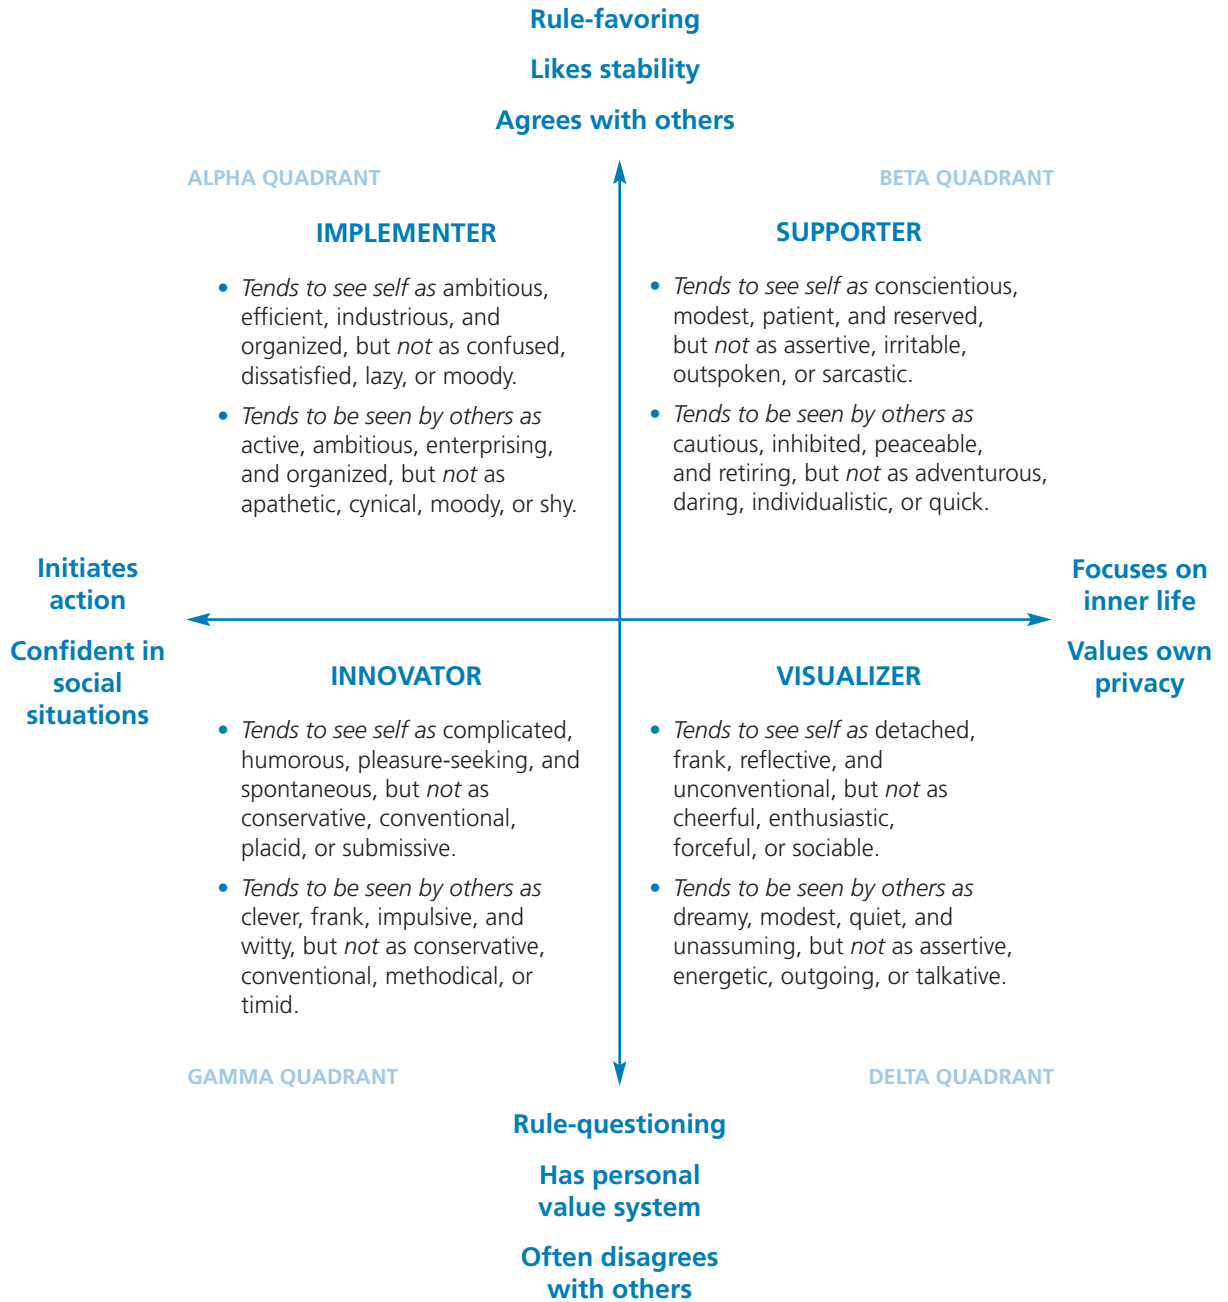 Rule-favoring
Likes stability
Agrees with others
ALPHA QUADRANT
BETA QUADRANT
IMPLEMENTER
• Tends to see self as ambitious,
efficient, industrious, and
organized, but not as confused,
dissatisfied, lazy, or moody.
• Tends to be seen by others as
active, ambitious, enterprising,
and organized, but not as
apathetic, cynical, moody, or shy.
SUPPORTER
• Tends to see self as conscientious,
modest, patient, and reserved,
but not as assertive, irritable,
outspoken, or sarcastic.
• Tends to be seen by others as
cautious, inhibited, peaceable,
and retiring, but not as adventurous,
daring, individualistic, or quick.
Initiates
action
Confident in
social
situations
Focuses on
inner life
Values own
privacy
INNOVATOR
• Tends to see self as complicated,
humorous, pleasure-seeking, and
spontaneous, but not as
conservative, conventional,
placid, or submissive.
• Tends to be seen by others as
clever, frank, impulsive, and
witty, but not as conservative,
conventional, methodical, or
timid.
VISUALIZER
• Tends to see self as detached,
frank, reflective, and
unconventional, but not as
cheerful, enthusiastic,
forceful, or sociable.
• Tends to be seen by others as
dreamy, modest, quiet, and
unassuming, but not as assertive,
energetic, outgoing, or talkative.
GAMMA QUADRANT
DELTA QUADRANT
Rule-questioning
Has personal
value system
Often disagrees
with others